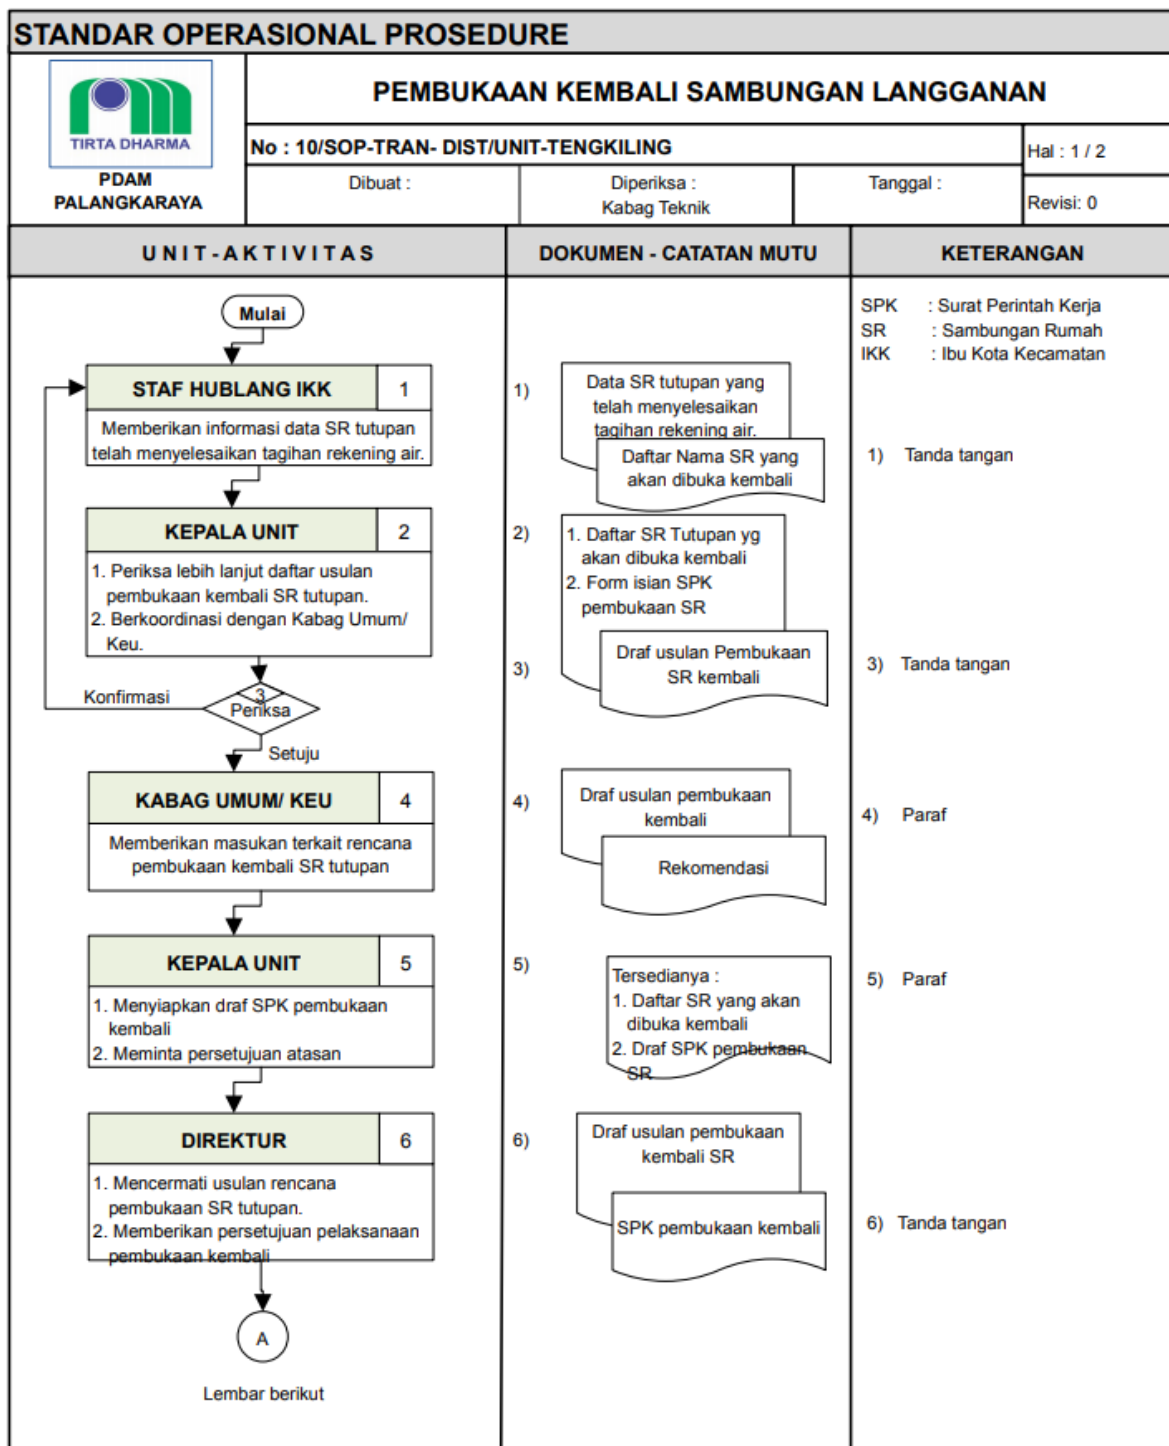 STANDAR OPERASIONAL PROSEDURE
TIRTA DHARMA
PDAM
PALANGKARAYA
PEMBUKAAN KEMBALI SAMBUNGAN LANGGANAN
No : 10/SOP-TRAN- DIST/UNIT-TENGKILING
Hal : 1 / 2
Dibuat :
Diperiksa :
Kabag Teknik
Tanggal :
Revisi: 0
U N I T - A K T I V I T A S
DOKUMEN - CATATAN MUTU
KETERANGAN
Mulai
STAF HUBLANG IKK
1
Memberikan informasi data SR tutupan
telah menyelesaikan tagihan rekening air.
KEPALA UNIT
2
1. Periksa lebih lanjut daftar usulan
pembukaan kembali SR tutupan.
2. Berkoordinasi dengan Kabag Umum/
Keu.
Konfirmasi
3
Periksa
Setuju
KABAG UMUM/ KEU
4
Memberikan masukan terkait rencana
pembukaan kembali SR tutupan
KEPALA UNIT
5
1. Menyiapkan draf SPK pembukaan
kembali
2. Meminta persetujuan atasan
DIREKTUR
6
1. Mencermati usulan rencana
pembukaan SR tutupan.
2. Memberikan persetujuan pelaksanaan
pembukaan kembali
A
Lembar berikut
1)
Data SR tutupan yang
telah menyelesaikan
tagihan rekening air.
Daftar Nama SR yang
akan dibuka kembali
2)
1. Daftar SR Tutupan yg
akan dibuka kembali
2. Form isian SPK
pembukaan SR
3)
Draf usulan Pembukaan
SR kembali
4)
Draf usulan pembukaan
kembali
Rekomendasi
5)
Tersedianya :
1. Daftar SR yang akan
dibuka kembali
2. Draf SPK pembukaan
SR
6)
Draf usulan pembukaan
kembali SR
SPK pembukaan kembali
SPK : Surat Perintah Kerja
SR : Sambungan Rumah
IKK : Ibu Kota Kecamatan
1) Tanda tangan
3) Tanda tangan
4) Paraf
5) Paraf
6) Tanda tangan